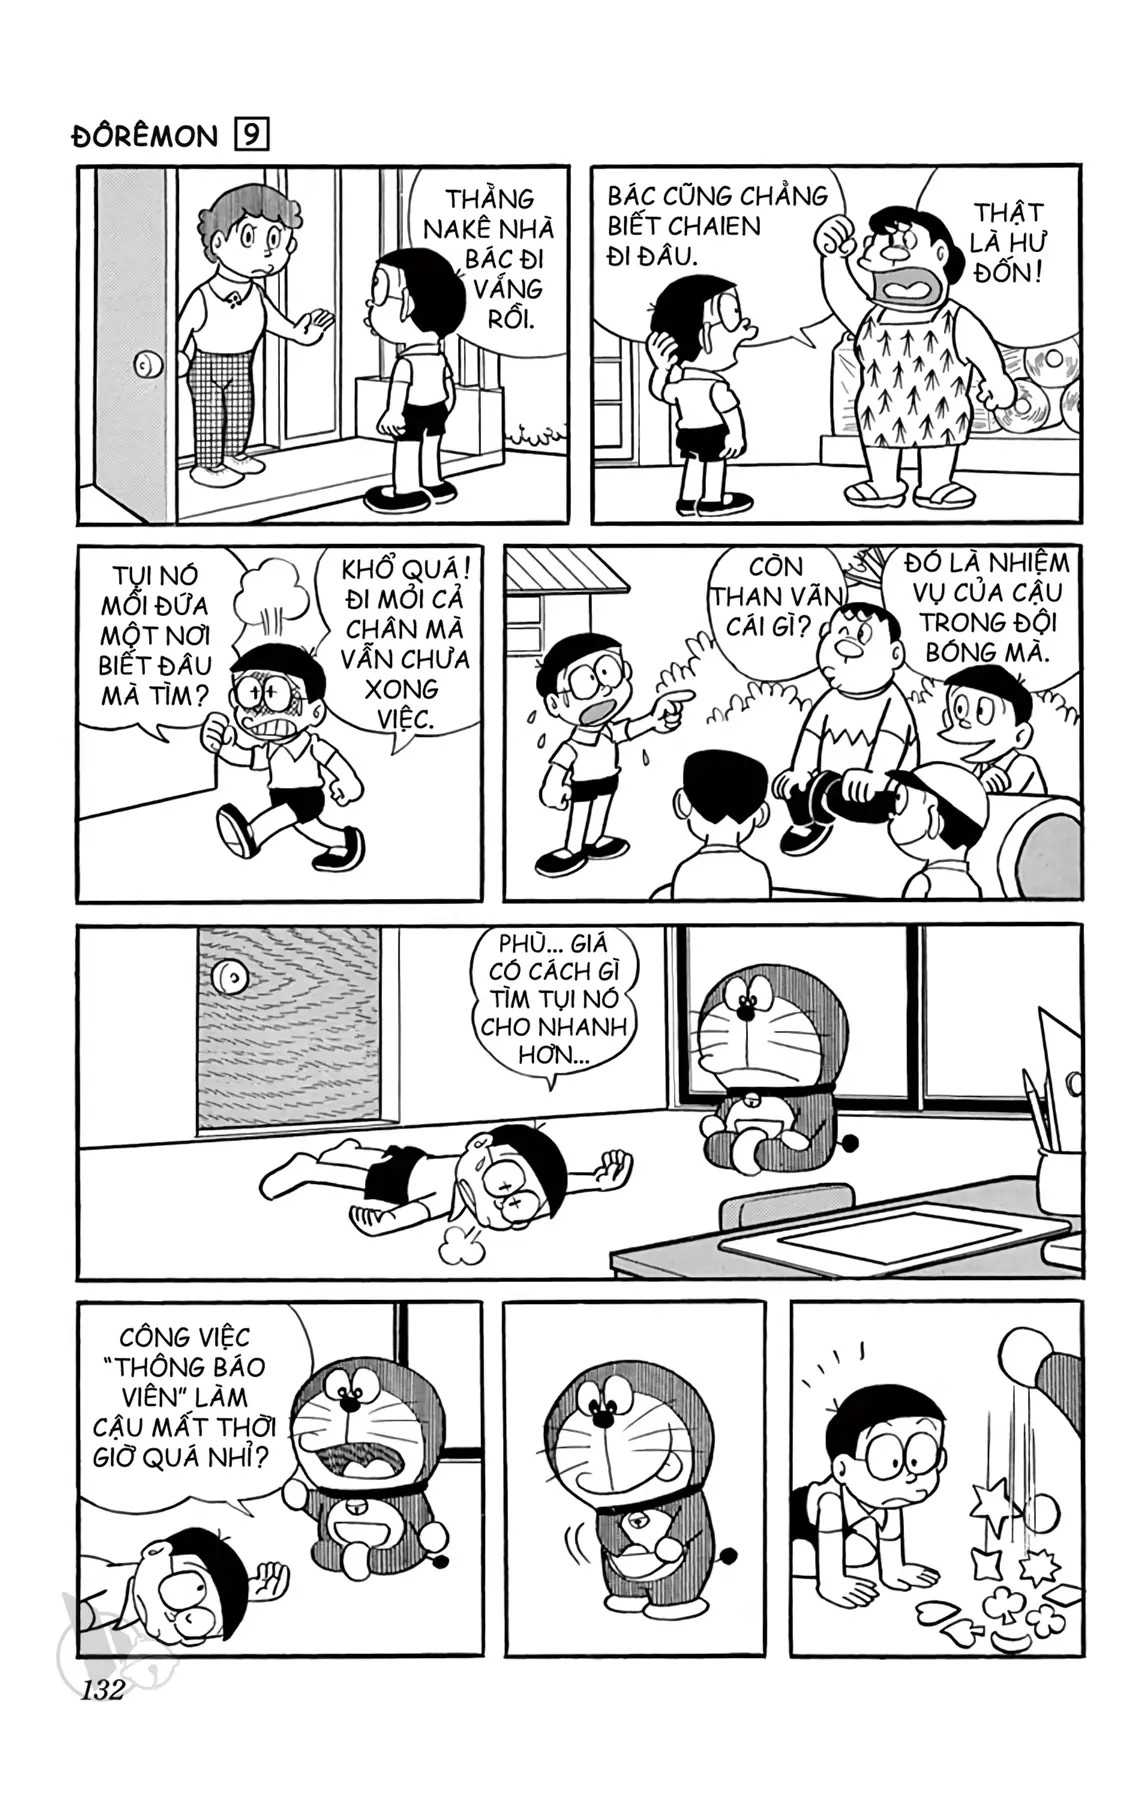 ĐÔRÊMON 9
THẰNG
NAKÊ NHÀ
BÁC ĐI
VẮNG
RỒI.
BÁC CŨNG CHẲNG
BIẾT CHAIEN
ĐI ĐÂU.
THẬT
LÀ HƯ
ĐỐN!
TỤI NÓ
MỖI ĐỨA
MỘT NƠI
BIẾT ĐÂU
MÀ TÌM?
KHỔ QUÁ!
ĐI MỎI CẢ
CHÂN MÀ
VẪN CHƯA
XONG
VIỆC.
CÒN
THAN VÃN
CÁI GÌ?
ĐÓ LÀ NHIỆM
VỤ CỦA CẬU
TRONG ĐỘI
BÓNG MÀ.
PHÙ... GIÁ
CÓ CÁCH GÌ
TÌM TỤI NÓ
CHO NHANH
HƠN...
CÔNG VIỆC
“THÔNG BÁO
VIÊN” LÀM
CẬU MẤT THỜI
GIỜ QUÁ NHỈ?
132